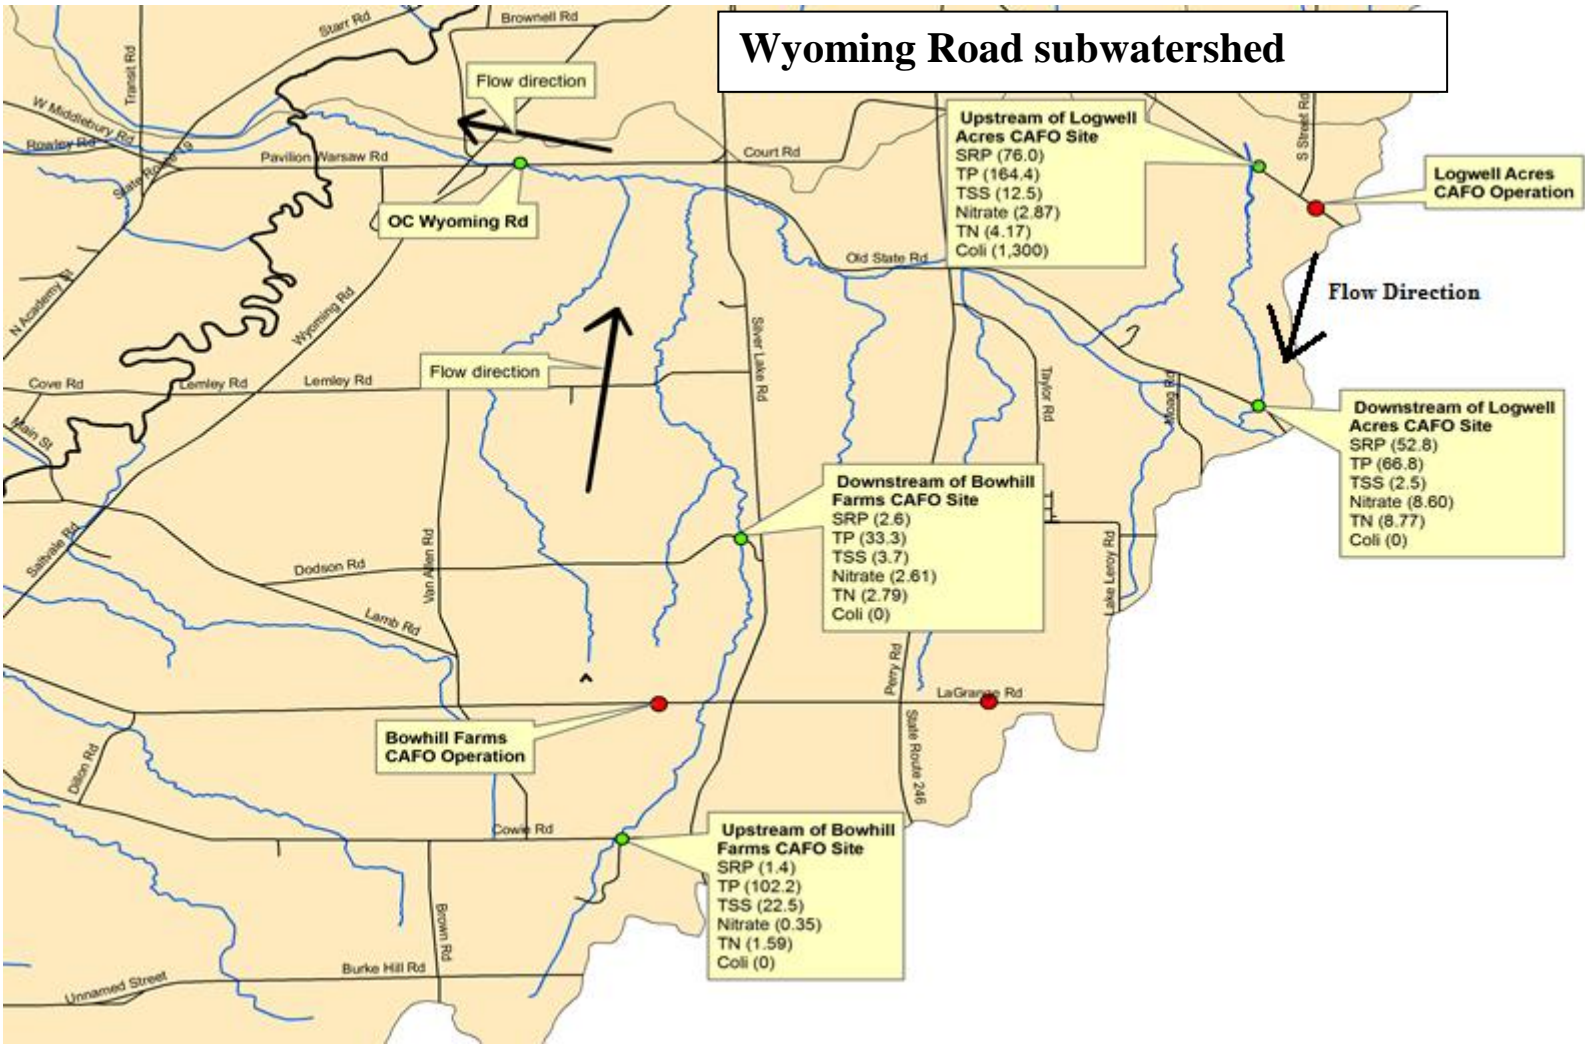 Wyoming Road subwatershed
Starr Rd
Brownell Rd
Transit Rd
Flow direction
W Middlebury Rd
Rowley Rd
State Route 19
Pavilion Warsaw Rd
Court Rd
S Street Rd
OC Wyoming Rd
Upstream of Logwell
Acres CAFO Site
SRP (76.0)
TP (164.4)
TSS (12.5)
Nitrate (2.87)
TN (4.17)
Coli (1,300)
Logwell Acres
CAFO Operation
Old State Rd
Flow Direction
N Academy St
Wyoming Rd
Silver Lake Rd
Flow direction
Cove Rd
Lemley Rd
Lemley Rd
Taylor Rd
Moag Rd
Main St
Downstream of Logwell
Acres CAFO Site
SRP (52.8)
TP (66.8)
TSS (2.5)
Nitrate (8.60)
TN (8.77)
Coli (0)
Downstream of Bowhill
Farms CAFO Site
SRP (2.6)
TP (33.3)
TSS (3.7)
Nitrate (2.61)
TN (2.79)
Coli (0)
Saltvale Rd
Dodson Rd
Van Allen Rd
Lake Leroy Rd
Lamb Rd
Perry Rd
LaGrange Rd
State Route 246
Bowhill Farms
CAFO Operation
Dillon Rd
Cowie Rd
Upstream of Bowhill
Farms CAFO Site
SRP (1.4)
TP (102.2)
TSS (22.5)
Nitrate (0.35)
TN (1.59)
Coli (0)
Brown Rd
Burke Hill Rd
Unnamed Street